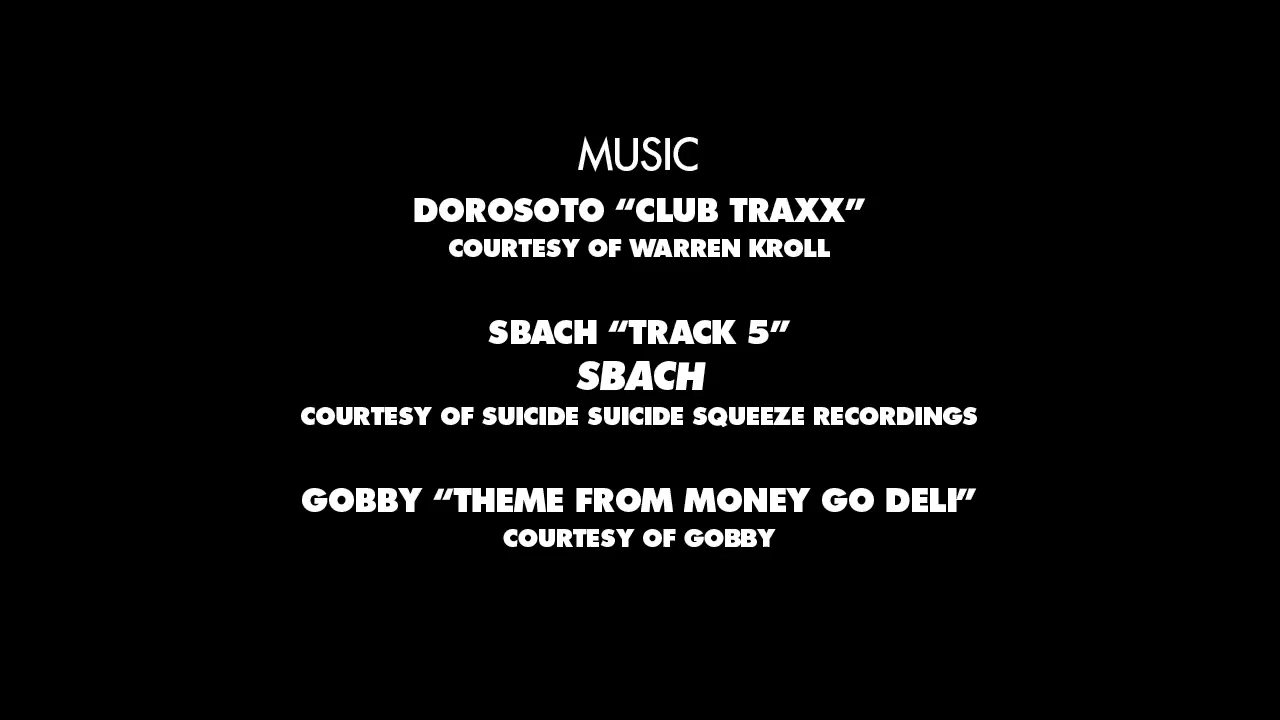 MUSIC
DOROSOTO “CLUB TRAXX”
COURTESY OF WARREN KROLL
SBACH “TRACK 5”
SBACH
COURTESY OF SUICIDE SUICIDE SQUEEZE RECORDINGS
GOBBY “THEME FROM MONEY GO DELI”
COURTESY OF GOBBY